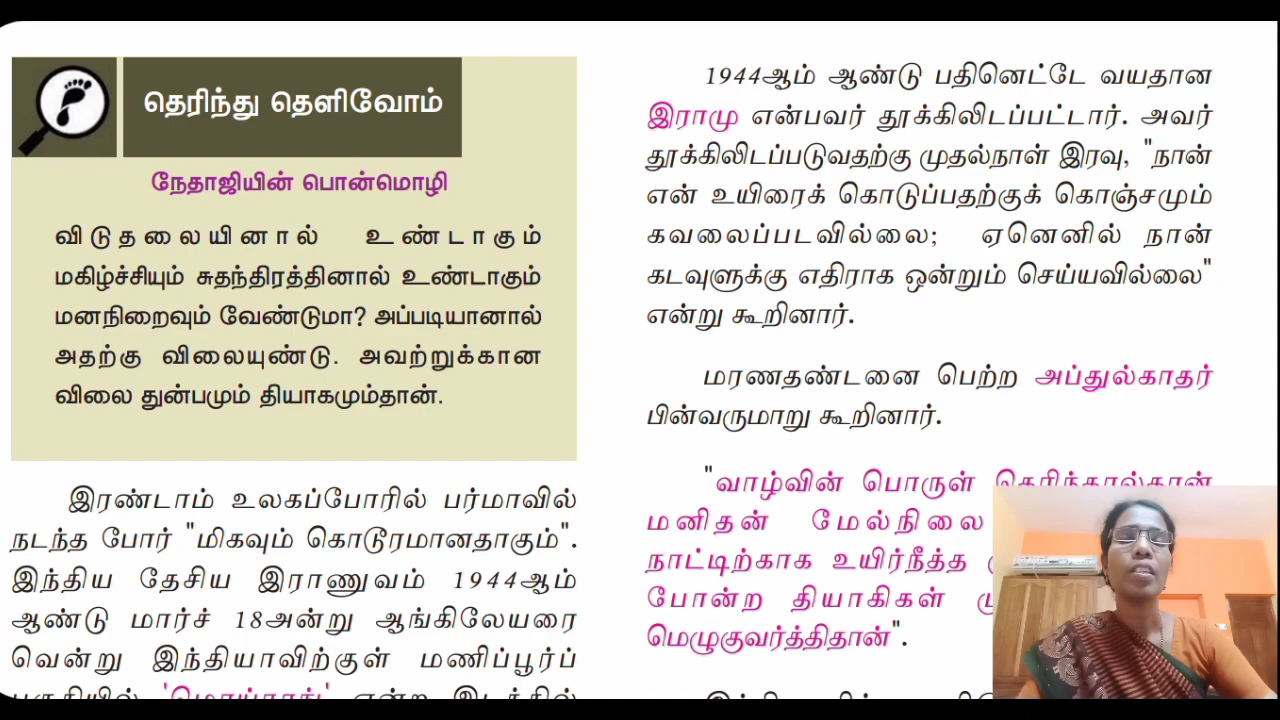 தெரிந்து தெளிவோம்
நேதாஜியின் பொன்மொழி
விடுதலையினால் உண்டாகும்
மகிழ்ச்சியும் சுதந்திரத்தினால் உண்டாகும்
மனநிறைவும் வேண்டுமா? அப்படியானால்
அதற்கு விலையுண்டு. அவற்றுக்கான
விலை துன்பமும் தியாகமும்தான்.
இரண்டாம் உலகப்போரில் பர்மாவில்
நடந்த போர் "மிகவும் கொடூரமானதாகும்".
இந்திய தேசிய இராணுவம் 1944ஆம்
ஆண்டு மார்ச் 18அன்று ஆங்கிலேயரை
வென்று இந்தியாவிற்குள் மணிப்பூர்ப்
பகுதியில் 'மொய்ராங்' என்ற இடத்தில்
1944ஆம் ஆண்டு பதினெட்டே வயதான
இராமு என்பவர் தூக்கிலிடப்பட்டார். அவர்
தூக்கிலிடப்படுவதற்கு முதல்நாள் இரவு, "நான்
என் உயிரைக் கொடுப்பதற்குக் கொஞ்சமும்
கவலைப்படவில்லை; ஏனெனில் நான்
கடவுளுக்கு எதிராக ஒன்றும் செய்யவில்லை"
என்று கூறினார்.
மரணதண்டனை பெற்ற அப்துல்காதர்
பின்வருமாறு கூறினார்.
"வாழ்வின் பொருள் தெரிந்தால்தான்
மனிதன் மேல்நிலை
நாட்டிற்காக உயிர்நீத்த
போன்ற தியாகிகள்
மெழுகுவர்த்திதான்".